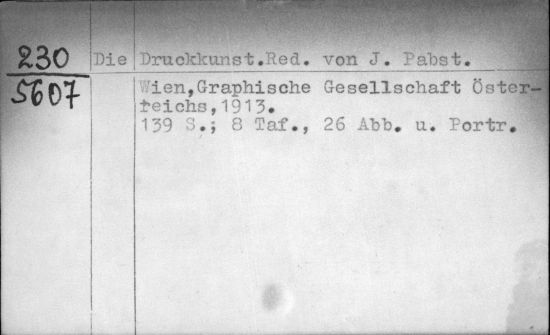 230 Die Druckkunst.Red. von J. Pabst.
5607 Wien,Graphische Gesellschaft Öster-
reichs,1913.
139 S.; 8 Taf., 26 Abb. u. Portr.